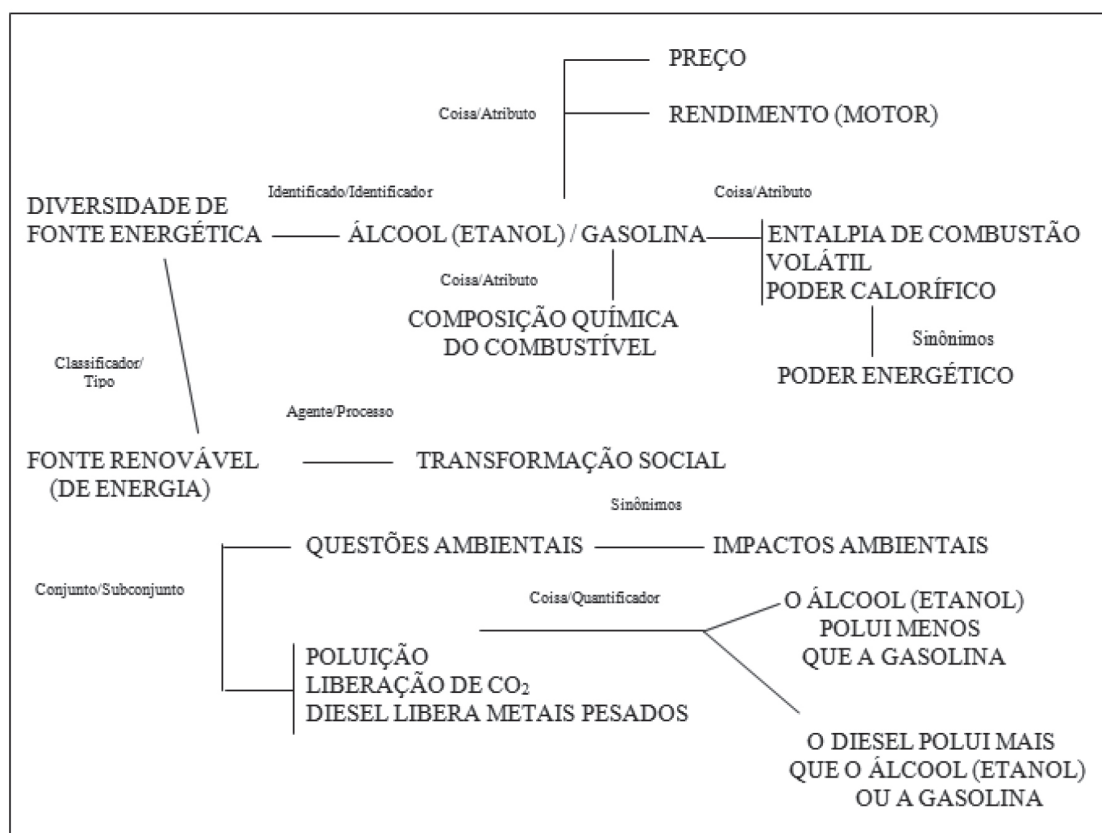 PREÇO
Coisa/Atributo
RENDIMENTO (MOTOR)
Identificado/Identificador
Coisa/Atributo
DIVERSIDADE DE
FONTE ENERGÉTICA
ÁLCOOL (ETANOL) / GASOLINA
ENTALPIA DE COMBUSTÃO
VOLÁTIL
PODER CALORÍFICO
Coisa/Atributo
COMPOSIÇÃO QUÍMICA
DO COMBUSTÍVEL
Sinônimos
PODER ENERGÉTICO
Classificador/
Tipo
Agente/Processo
FONTE RENOVÁVEL
(DE ENERGIA)
TRANSFORMAÇÃO SOCIAL
Sinônimos
QUESTÕES AMBIENTAIS
IMPACTOS AMBIENTAIS
Conjunto/Subconjunto
Coisa/Quantificador
O ÁLCOOL (ETANOL)
POLUI MENOS
QUE A GASOLINA
POLUIÇÃO
LIBERAÇÃO DE CO₂
DIESEL LIBERA METAIS PESADOS
O DIESEL POLUI MAIS
QUE O ÁLCOOL (ETANOL)
OU A GASOLINA